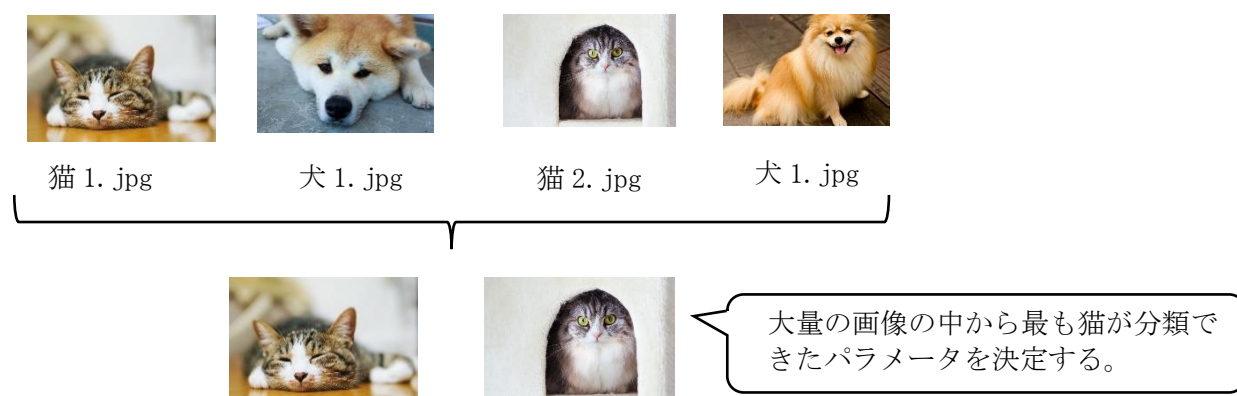 猫 1. jpg
犬 1. jpg
猫 2. jpg
犬 1. jpg
大量の画像の中から最も猫が分類で
きたパラメータを決定する。